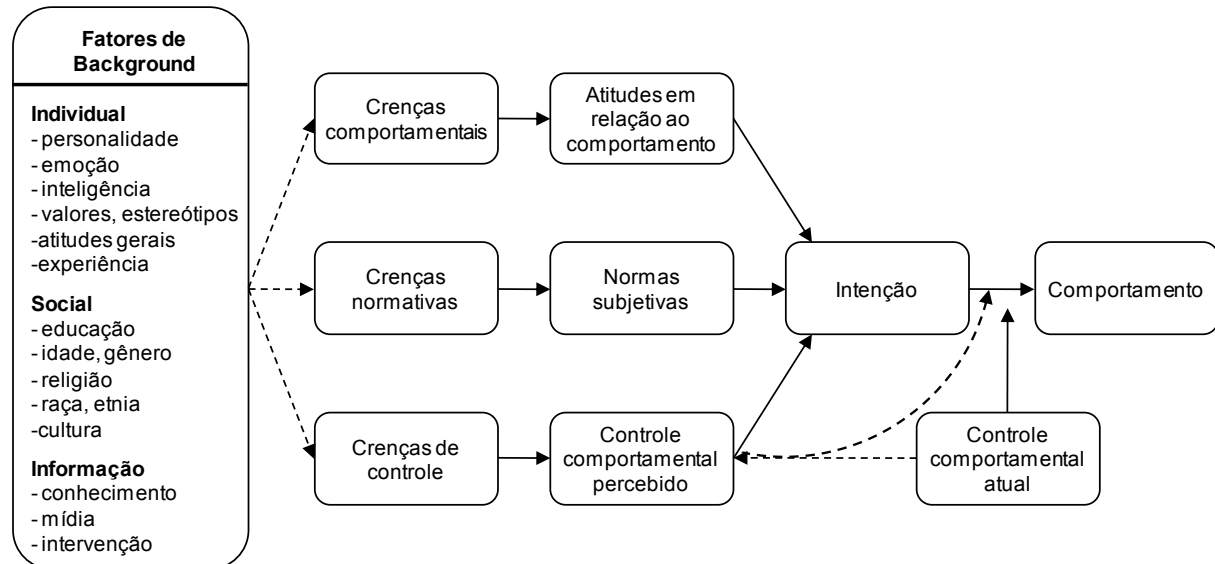 Fatores de
Background
Individual
- personalidade
- emoção
- inteligência
- valores, estereótipos
-atitudes gerais
-experiência
Social
- educação
- idade, gênero
- religião
- raça, etnia
-cultura
Informação
- conhecimento
- mídia
- intervenção
Crenças
comportamentais
Atitudes em
relação ao
comportamento
Crenças
normativas
Normas
subjetivas
Intenção
Comportamento
Crenças de
controle
Controle
comportamental
percebido
Controle
comportamental
atual